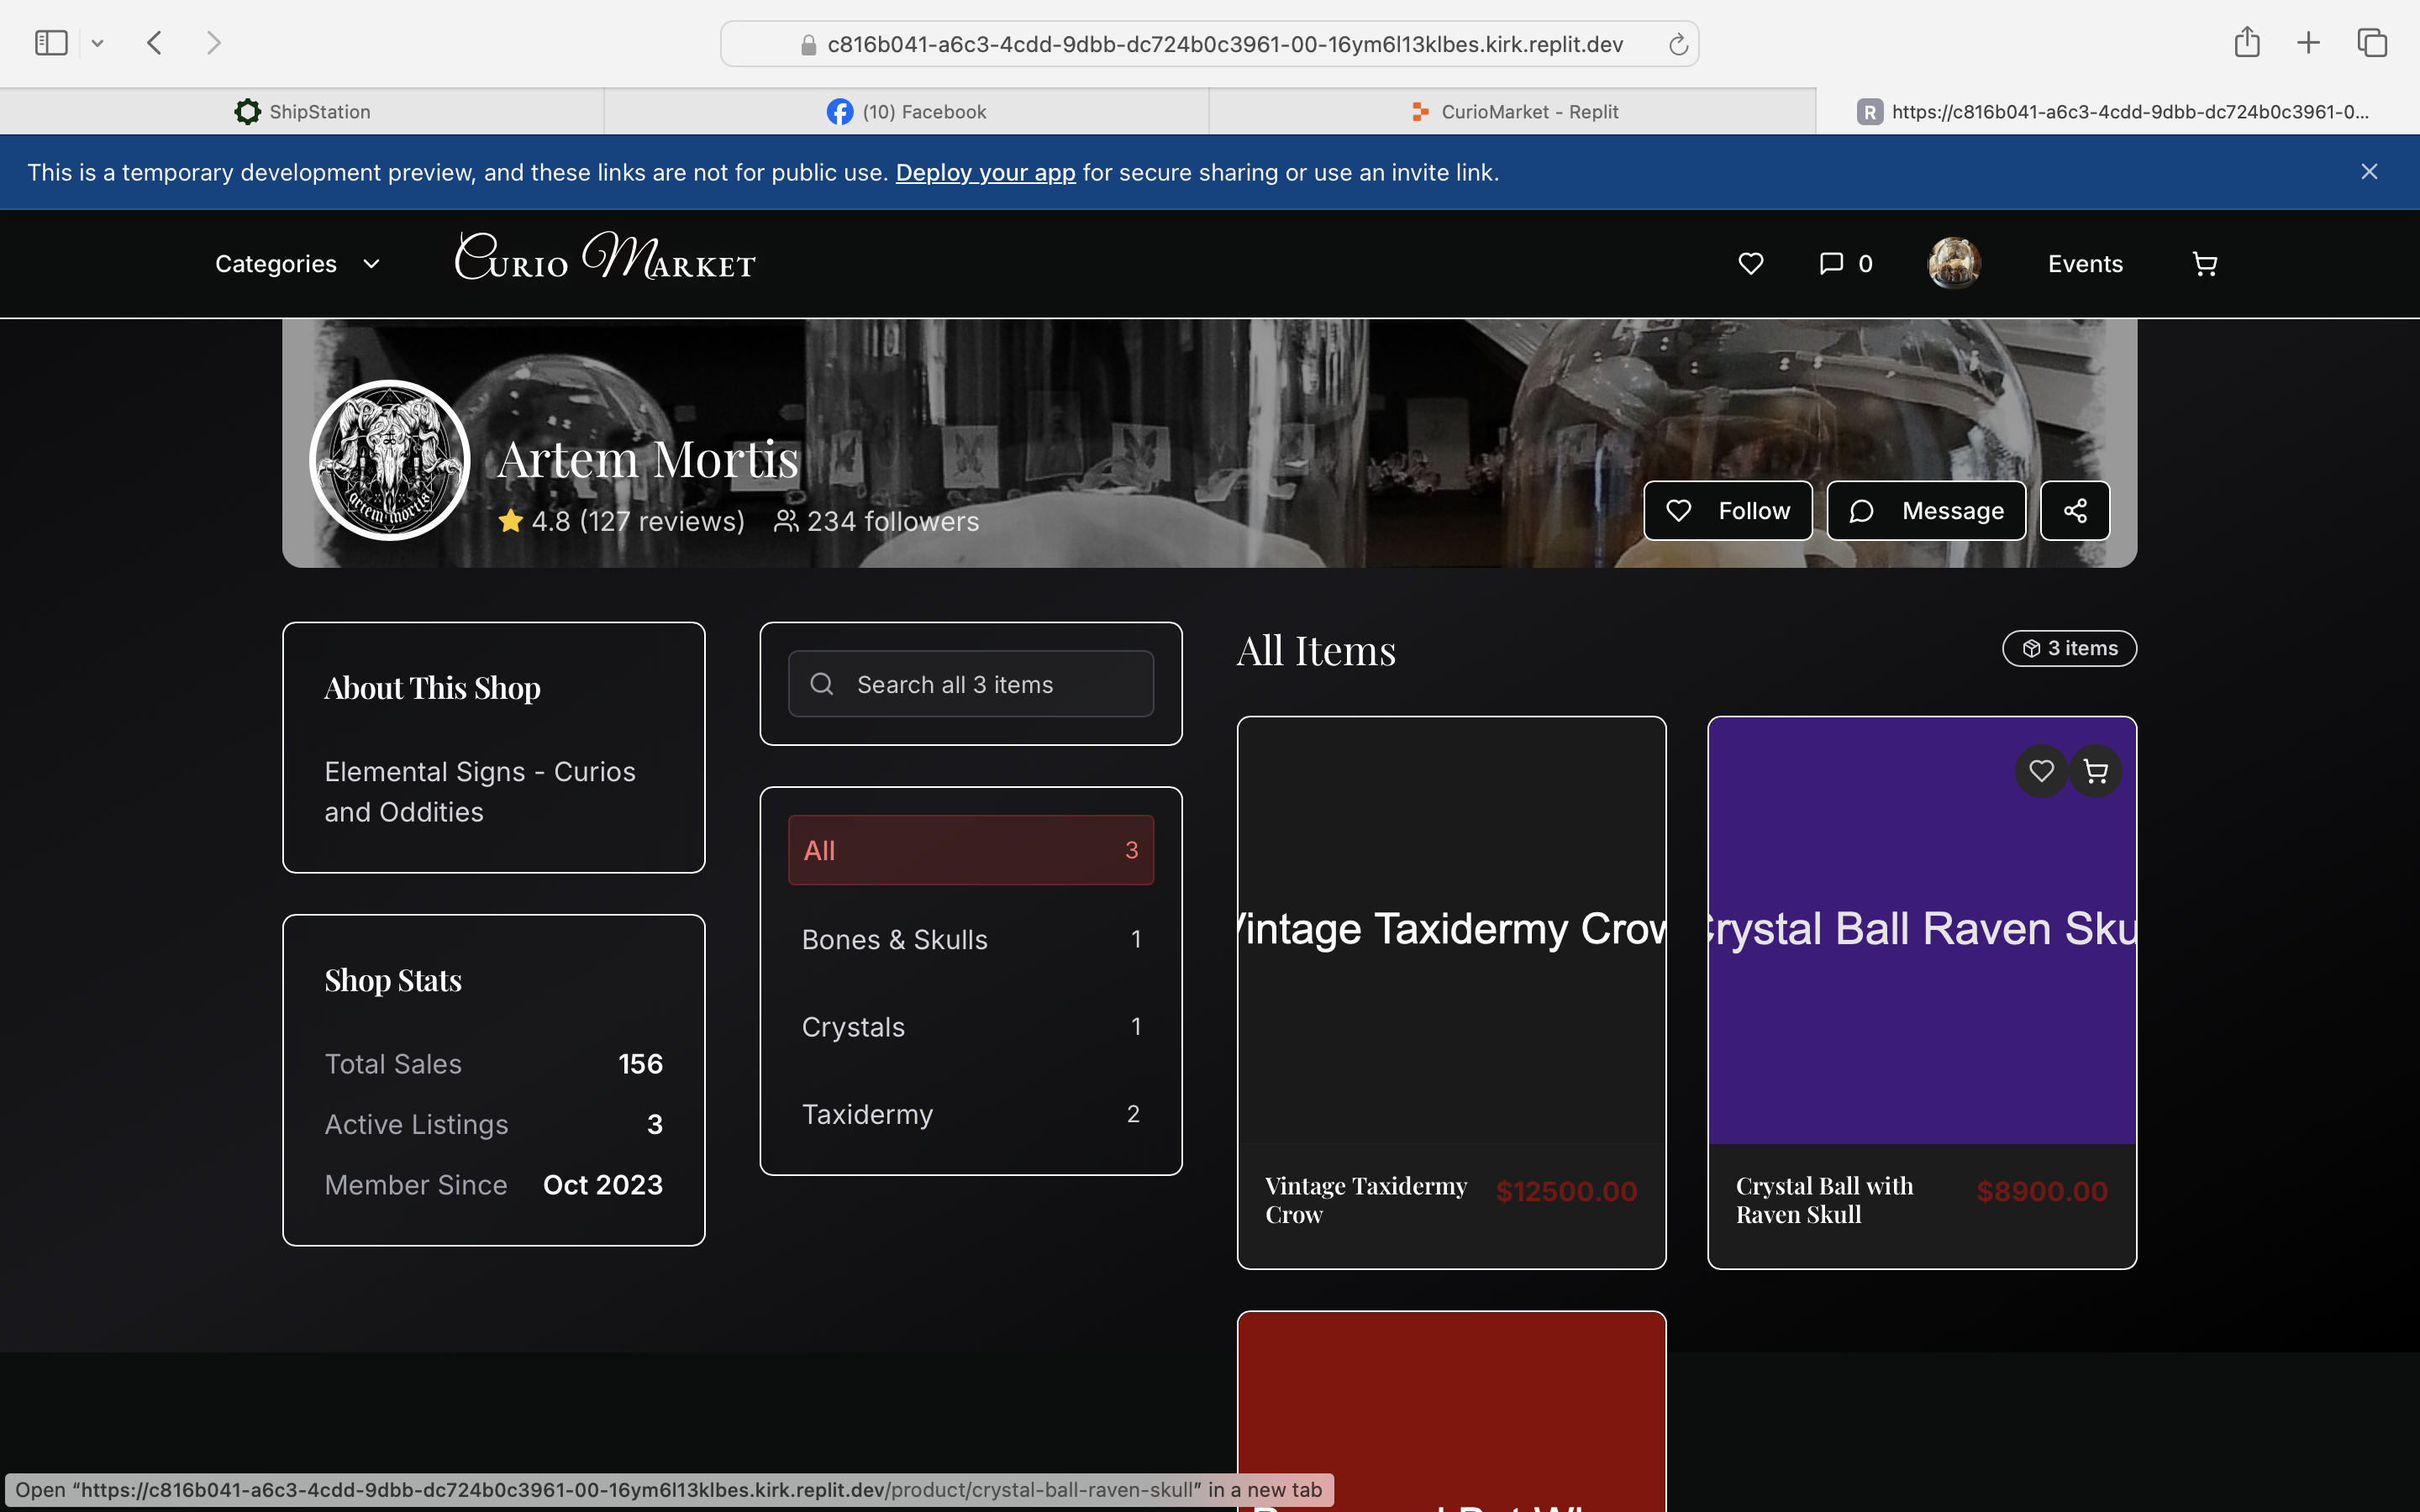 c816b041-a6c3-4cdd-9dbb-dc724b0c3961-00-16ym6l13klbes.kirk.replit.dev
ShipStation
(10) Facebook
CurioMarket - Replit
R https://c816b041-a6c3-4cdd-9dbb-dc724b0c3961-0...
This is a temporary development preview, and these links are not for public use. Deploy your app for secure sharing or use an invite link.
Categories
Curio Market
0
Events
Artem Mortis
artem mortis
4.8 (127 reviews)
234 followers
Follow
Message
About This Shop
Elemental Signs - Curios
and Oddities
Shop Stats
Total Sales 156
Active Listings 3
Member Since Oct 2023
Search all 3 items
All 3
Bones & Skulls 1
Crystals 1
Taxidermy 2
All Items
3 items
Vintage Taxidermy Crow
Vintage Taxidermy
Crow
$12500.00
Crystal Ball Raven Sku
Crystal Ball with
Raven Skull
$8900.00
Open “https://c816b041-a6c3-4cdd-9dbb-dc724b0c3961-00-16ym6l13klbes.kirk.replit.dev/product/crystal-ball-raven-skull” in a new tab